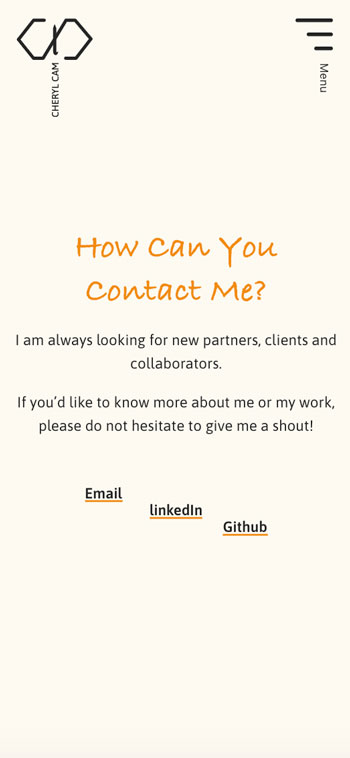 CHERYL CAM
Menu
How Can You
Contact Me?
I am always looking for new partners, clients and
collaborators.
If you’d like to know more about me or my work,
please do not hesitate to give me a shout!
Email
linkedIn
Github